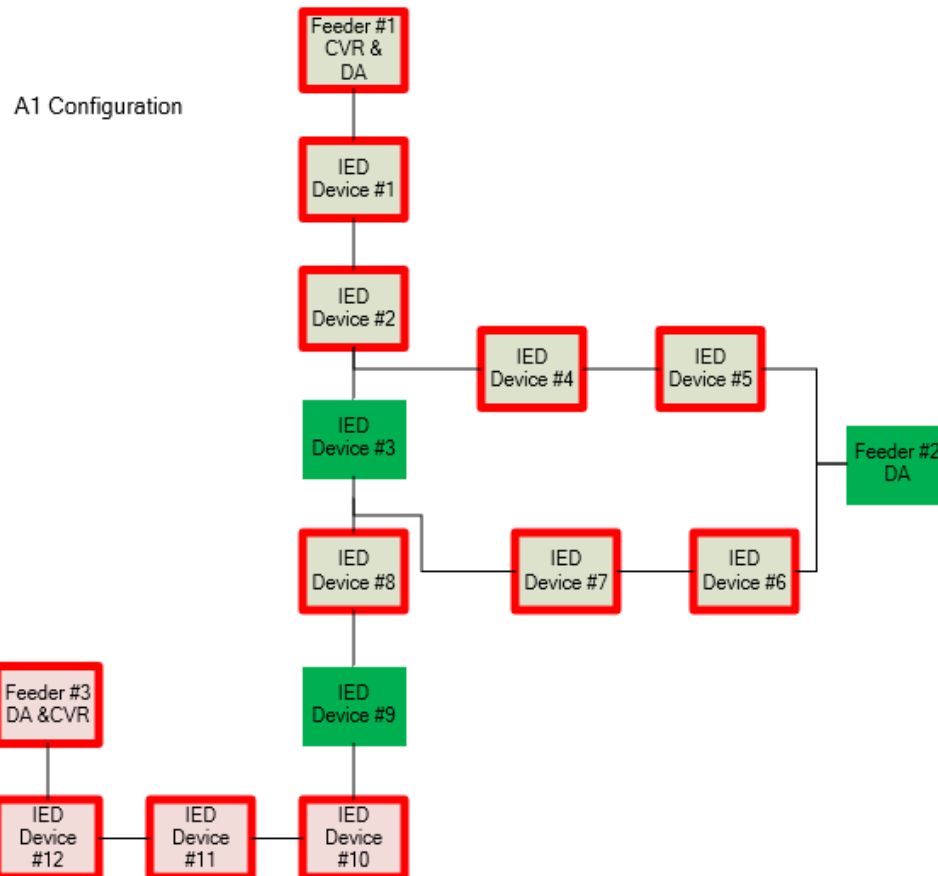 Feeder #1
CVR &
DA
A1 Configuration
IED
Device #1
IED
Device #2
IED
Device #4
IED
Device #5
IED
Device #3
Feeder #2
DA
IED
Device #8
IED
Device #7
IED
Device #6
Feeder #3
DA &CVR
IED
Device #9
IED
Device
#12
IED
Device
#11
IED
Device
#10